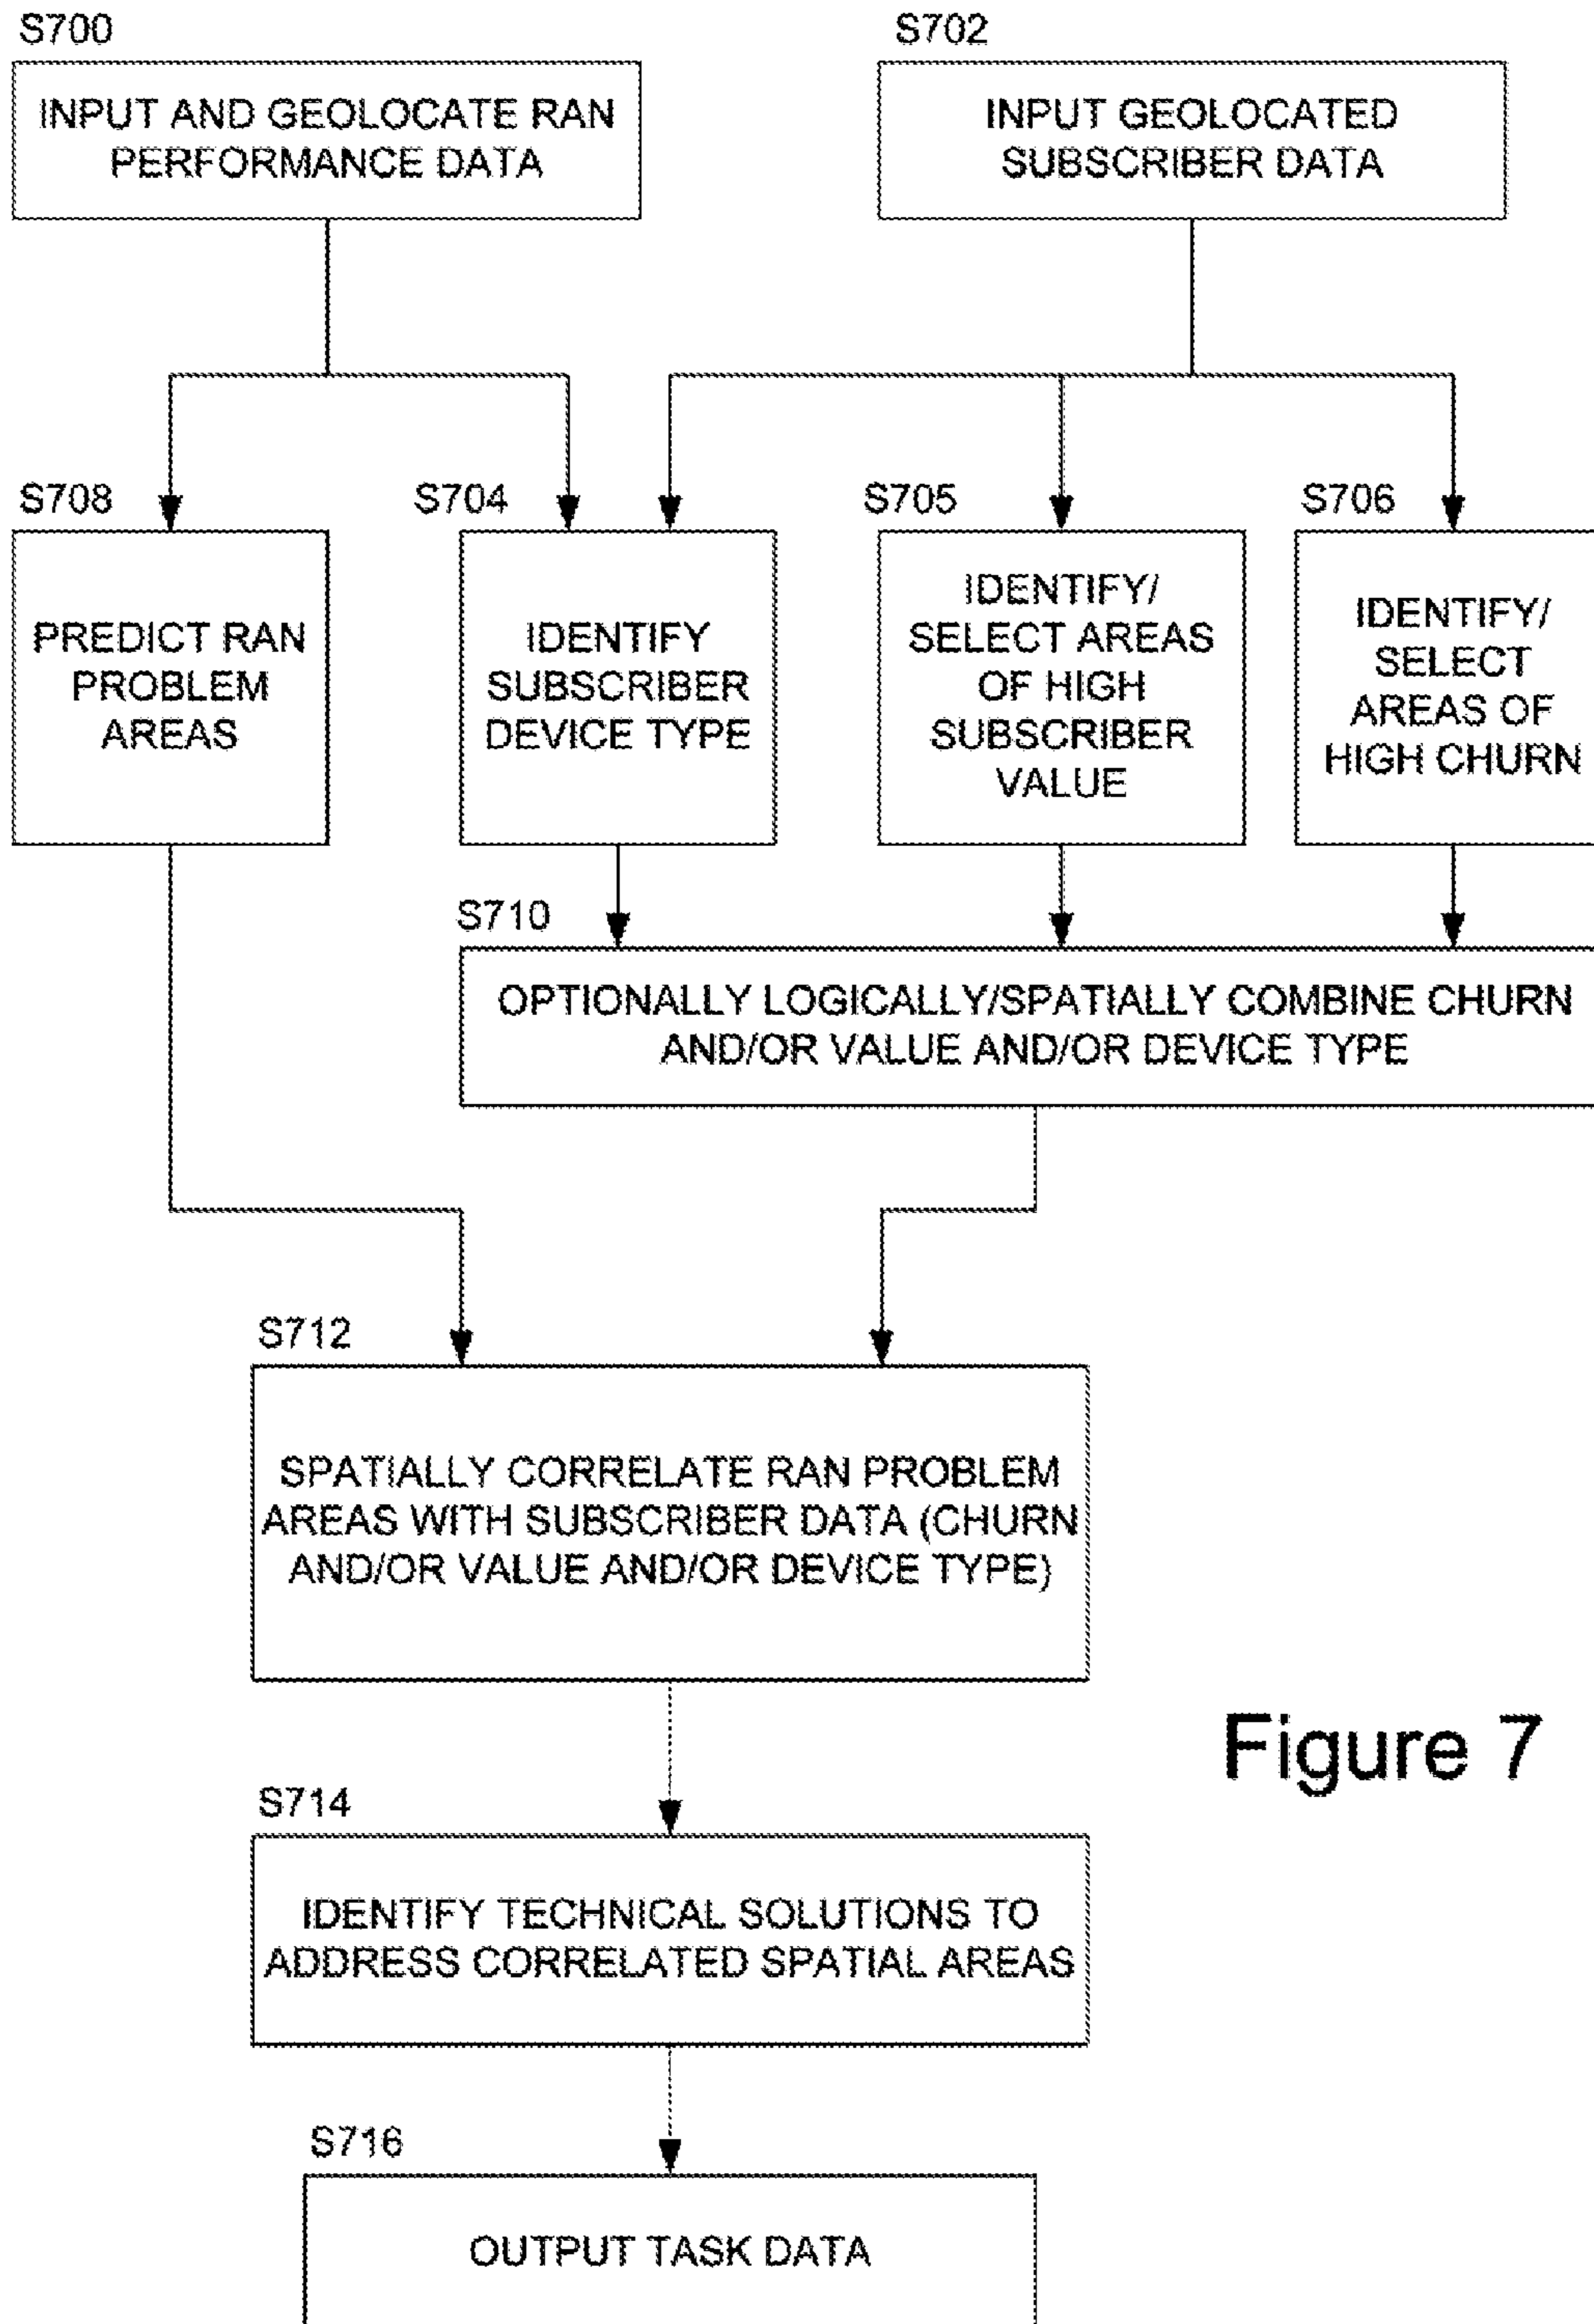 S700
INPUT AND GEOLOCATE RAN
PERFORMANCE DATA
S702
INPUT GEOLOCATED
SUBSCRIBER DATA
S708
PREDICT RAN
PROBLEM
AREAS
S704
IDENTIFY
SUBSCRIBER
DEVICE TYPE
S705
IDENTIFY/
SELECT AREAS
OF HIGH
SUBSCRIBER
VALUE
S706
IDENTIFY/
SELECT
AREAS OF
HIGH CHURN
S710
OPTIONALLY LOGICALLY/SPATIALLY COMBINE CHURN
AND/OR VALUE AND/OR DEVICE TYPE
S712
SPATIALLY CORRELATE RAN PROBLEM
AREAS WITH SUBSCRIBER DATA (CHURN
AND/OR VALUE AND/OR DEVICE TYPE)
Figure 7
S714
IDENTIFY TECHNICAL SOLUTIONS TO
ADDRESS CORRELATED SPATIAL AREAS
S716
OUTPUT TASK DATA